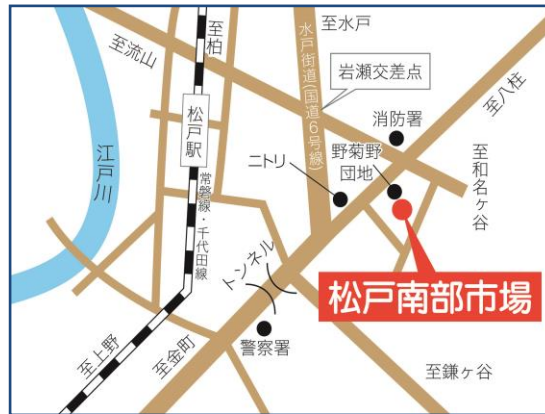 至水戸
至柏
至流山
水戸街道(国道6号線)
岩瀬交差点
至八柱
消防署
松戸駅
ニトリ
野菊野
団地
至和名ヶ谷
江戸川
常磐線・千代田線
トンネル
松戸南部市場
警察署
至上野
至金町
至鎌ヶ谷